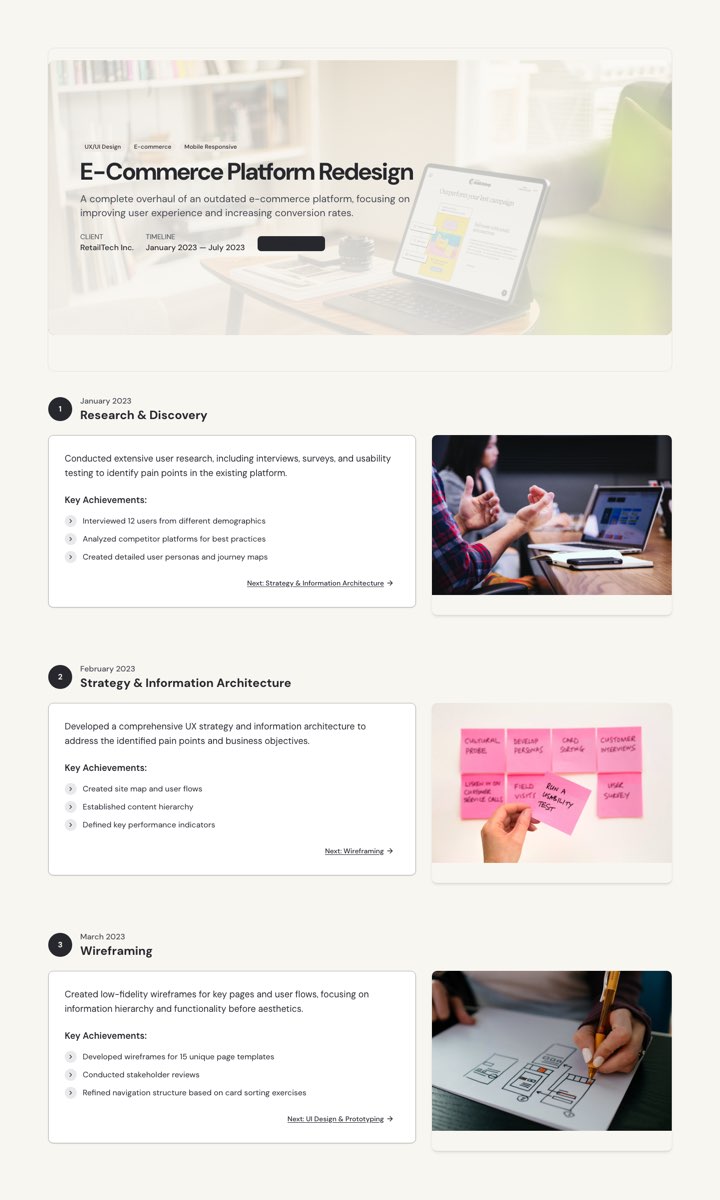 UX/UI Design E-commerce Mobile Responsive
E-Commerce Platform Redesign
A complete overhaul of an outdated e-commerce platform, focusing on
improving user experience and increasing conversion rates.
CLIENT TIMELINE
RetailTech Inc. January 2023 — July 2023
Outperform your last campaign
1
January 2023
Research & Discovery
Conducted extensive user research, including interviews, surveys, and usability
testing to identify pain points in the existing platform.
Key Achievements:
Interviewed 12 users from different demographics
Analyzed competitor platforms for best practices
Created detailed user personas and journey maps
Next: Strategy & Information Architecture →
2
February 2023
Strategy & Information Architecture
Developed a comprehensive UX strategy and information architecture to
address the identified pain points and business objectives.
Key Achievements:
Created site map and user flows
Established content hierarchy
Defined key performance indicators
Next: Wireframing →
CULTURAL
PROBE
DEVELOP
PERSONAS
CARD
SORTING
CUSTOMER
INTERVIEWS
LISTEN IN ON
CUSTOMER
SERVICE CALLS
FIELD
VISITS
RUN A
USABILITY
TEST
USER
SURVEY
3
March 2023
Wireframing
Created low-fidelity wireframes for key pages and user flows, focusing on
information hierarchy and functionality before aesthetics.
Key Achievements:
Developed wireframes for 15 unique page templates
Conducted stakeholder reviews
Refined navigation structure based on card sorting exercises
Next: UI Design & Prototyping →